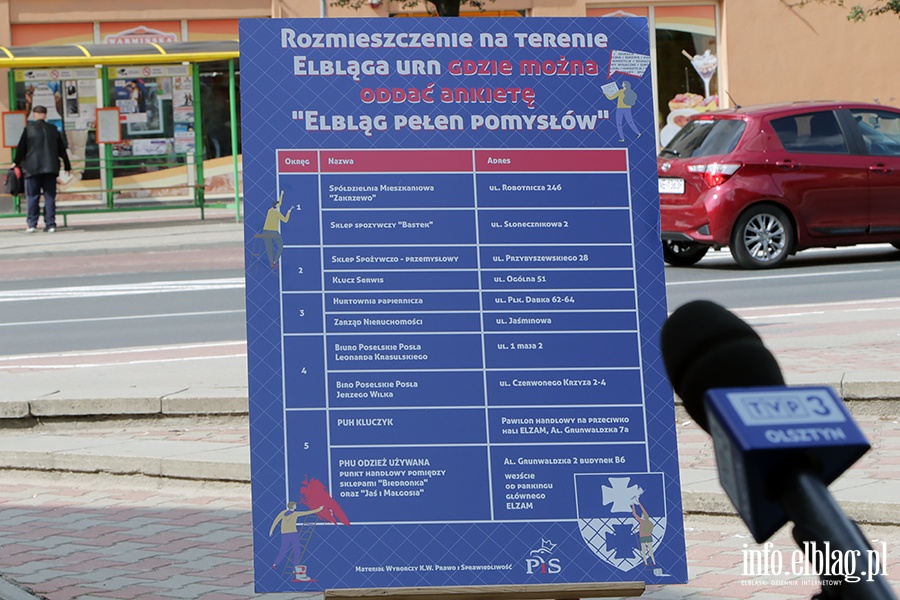 WARMIŃSKA
Rozmieszczenie na terenie
Elbląga urn gdzie można
oddać ankietę
"Elbląg pełen pomysłów"
Okręg Nazwa Adres
1
Spółdzielnia Mieszkaniowa
"Zakrzewo"
ul. Robotnicza 246
Sklep spożywczy "Bastek"
ul. Słonecznikowa 2
2
Sklep Spożywczo - przemysłowy
ul. Przybyszewskiego 28
Klucz Serwis
ul. Ogólna 51
3
Hurtownia papiernicza
ul. Płk. Dąbka 62-64
Zarząd Nieruchomości
ul. Jaśminowa
4
Biuro Poselskie Posła
Leonarda Krasulskiego
ul. 1 maja 2
Biro Poselskie Posła
Jerzego Wilka
ul. Czerwonego Krzyża 2-4
5
PUH KLUCZYK
Pawilon handlowy na przeciwko
hali ELZAM, Al. Grunwaldzka 7a
PHU ODZIEŻ UŻYWANA
punkt handlowy pomiędzy
sklepami "Biedronka"
oraz "Jaś i Małgosia"
Al. Grunwaldzka 2 budynek B6
wejście
od parkingu
głównego
ELZAM
Materiał Wyborczy K.W. Prawo i Sprawiedliwość
PiS
TVP3
OLSZTYN
info.elblag.pl
ELBLĄSKI DZIENNIK INTERNETOWY